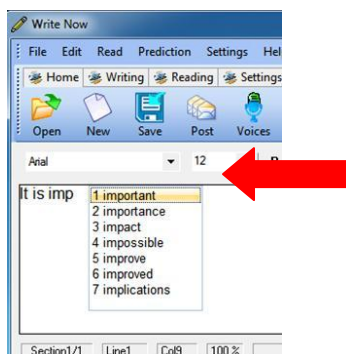 Write Now
File Edit Read Prediction Settings Hel
Home Writing Reading Settings
Open New Save Post Voices
Arial 12
It is imp
1 important
2 importance
3 impact
4 impossible
5 improve
6 improved
7 implications
Section1/1 Line1 Col9 100 %